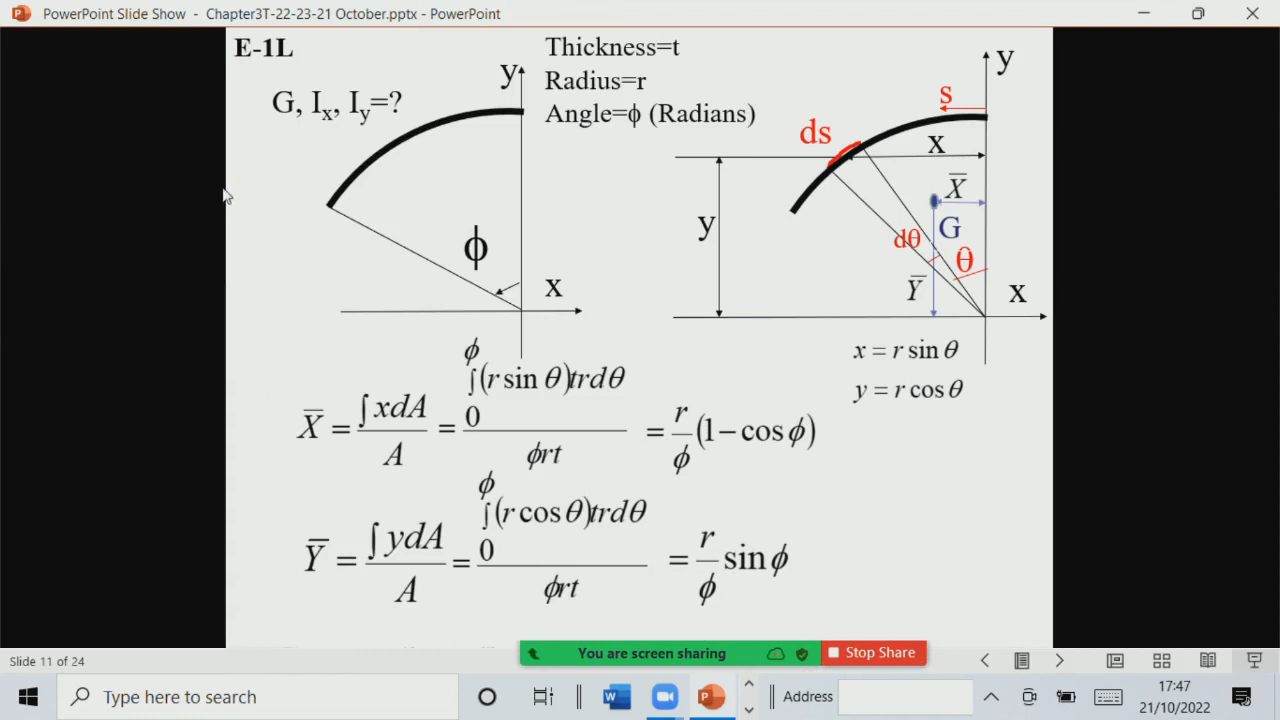 PowerPoint Slide Show - Chapter3T-22-23-21 October.pptx - PowerPoint
E-1L
G, Ix, Iy=?
Thickness=t
Radius=r
Angle=ϕ (Radians)
y
ϕ
x
y
s
ds
x
X̅
y
G
dθ
θ
Y̅
x
x = r sin θ
y = r cos θ
X̅ = ∫xdA / A = ∫₀^ϕ (r sin θ)trdθ / ϕrt = r/ϕ (1 − cos ϕ)
Y̅ = ∫ydA / A = ∫₀^ϕ (r cos θ)trdθ / ϕrt = r/ϕ sin ϕ
You are screen sharing
Stop Share
Slide 11 of 24
Type here to search
Address
17:47
21/10/2022